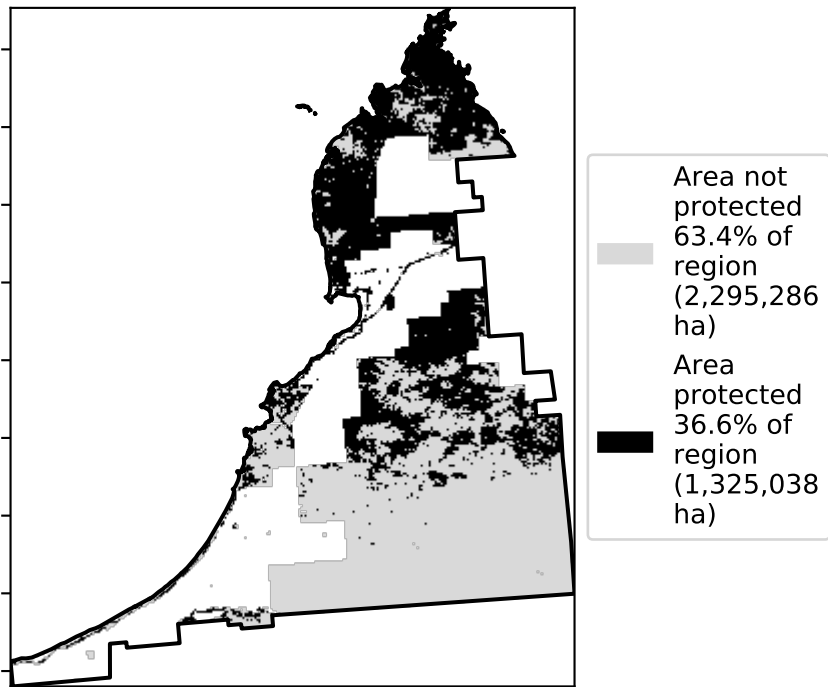 Area not
protected
63.4% of
region
(2,295,286
ha)
Area
protected
36.6% of
region
(1,325,038
ha)